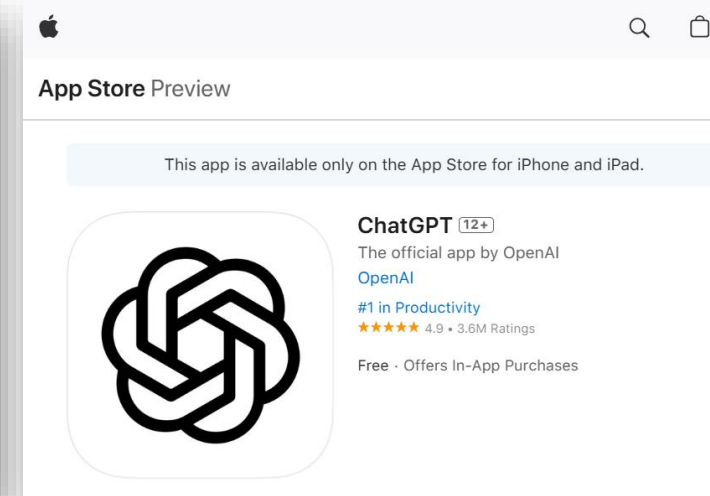 App Store Preview
This app is available only on the App Store for iPhone and iPad.
ChatGPT 12+
The official app by OpenAI
OpenAI
#1 in Productivity
★★★★★ 4.9 • 3.6M Ratings
Free · Offers In-App Purchases